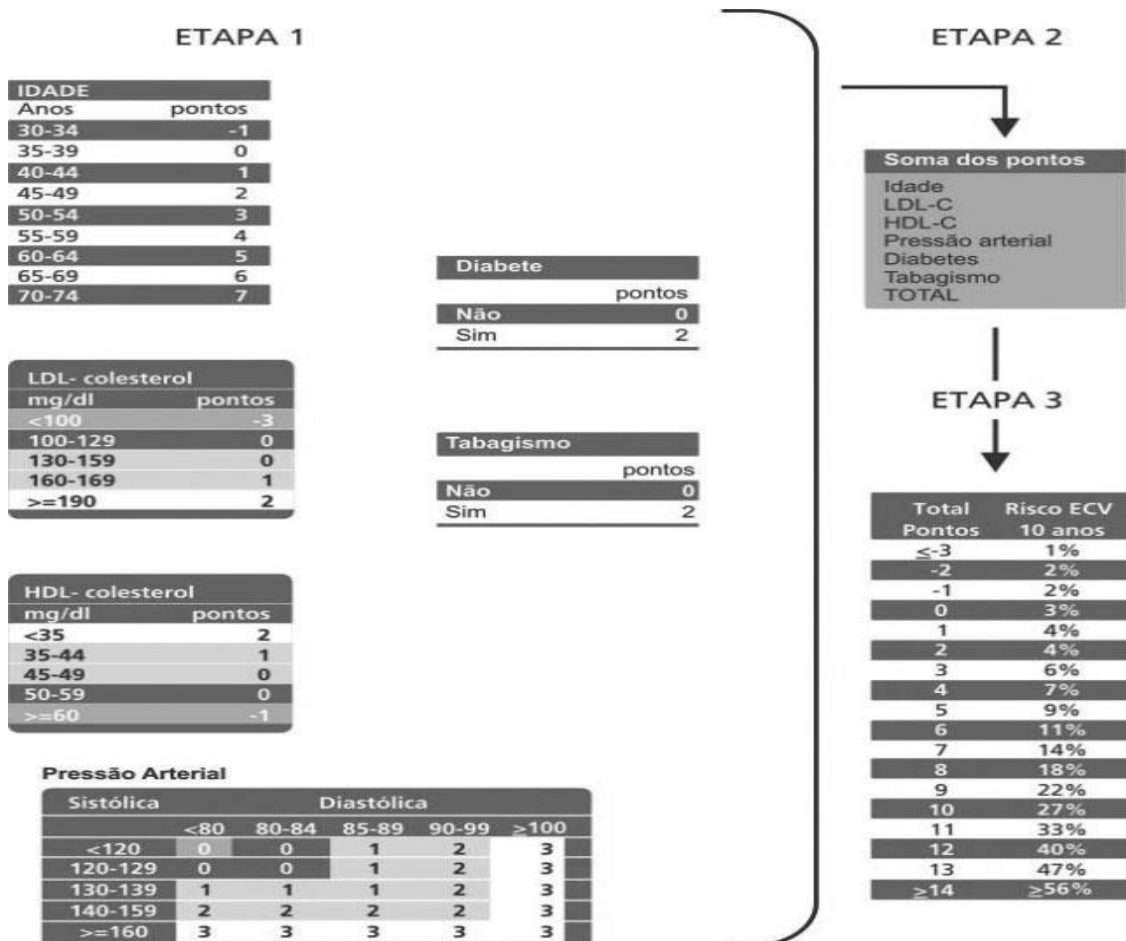 ETAPA 1
IDADE
Anos pontos
30-34 -1
35-39 0
40-44 1
45-49 2
50-54 3
55-59 4
60-64 5
65-69 6
70-74 7
LDL- colesterol
mg/dl pontos
<100 -3
100-129 0
130-159 0
160-169 1
>=190 2
HDL- colesterol
mg/dl pontos
<35 2
35-44 1
45-49 0
50-59 0
>=60 -1
Diabete
pontos
Não 0
Sim 2
Tabagismo
pontos
Não 0
Sim 2
Pressão Arterial
Sistólica Diastólica
<80 80-84 85-89 90-99 ≥100
<120 0 0 1 2 3
120-129 0 0 1 2 3
130-139 1 1 1 2 3
140-159 2 2 2 2 3
>=160 3 3 3 3 3
ETAPA 2
Soma dos pontos
Idade
LDL-C
HDL-C
Pressão arterial
Diabetes
Tabagismo
TOTAL
ETAPA 3
Total Risco ECV
Pontos 10 anos
≤-3 1%
-2 2%
-1 2%
0 3%
1 4%
2 4%
3 6%
4 7%
5 9%
6 11%
7 14%
8 18%
9 22%
10 27%
11 33%
12 40%
13 47%
≥14 ≥56%